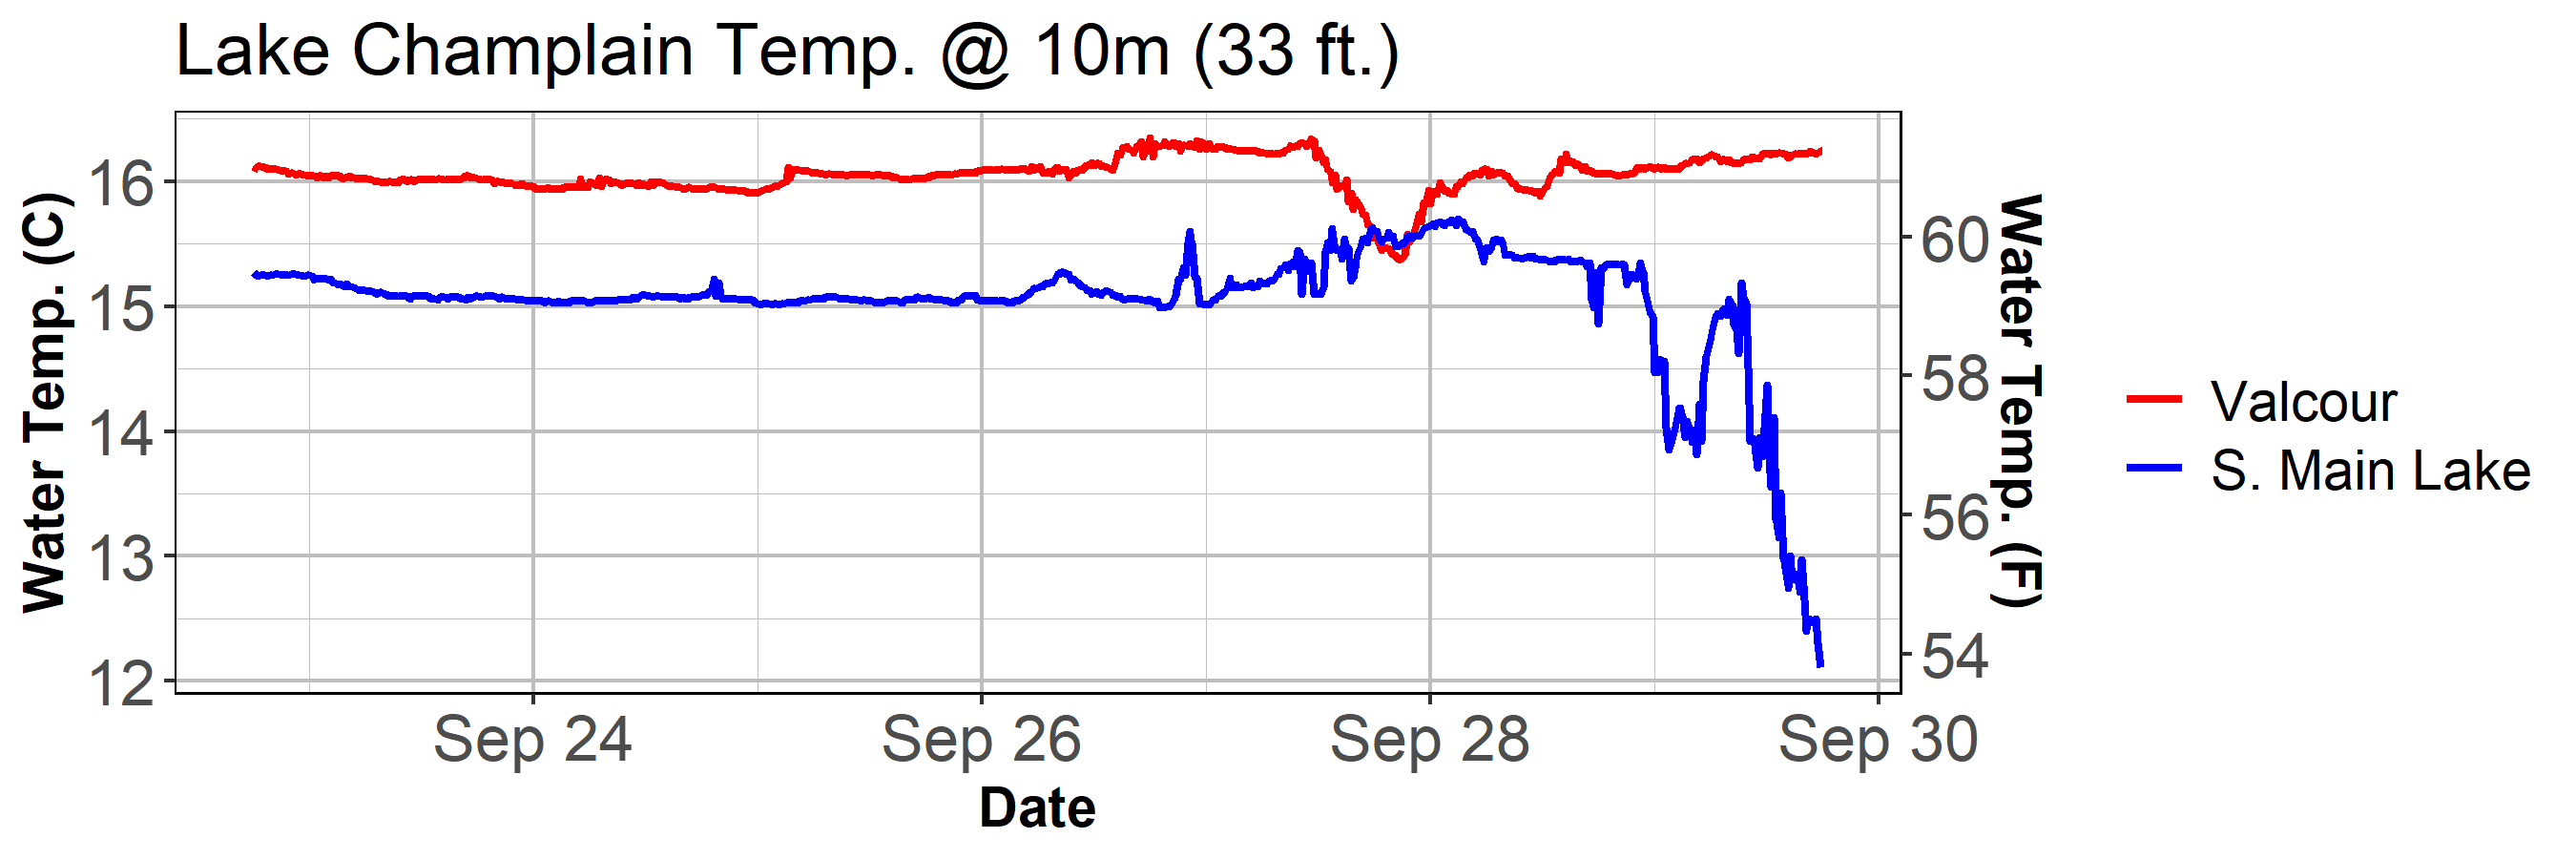 Lake Champlain Temp. @ 10m (33 ft.)
Water Temp. (C)
16
15
14
13
12
60
58
56
54
Water Temp. (F)
Sep 24
Sep 26
Sep 28
Sep 30
Date
Valcour
S. Main Lake